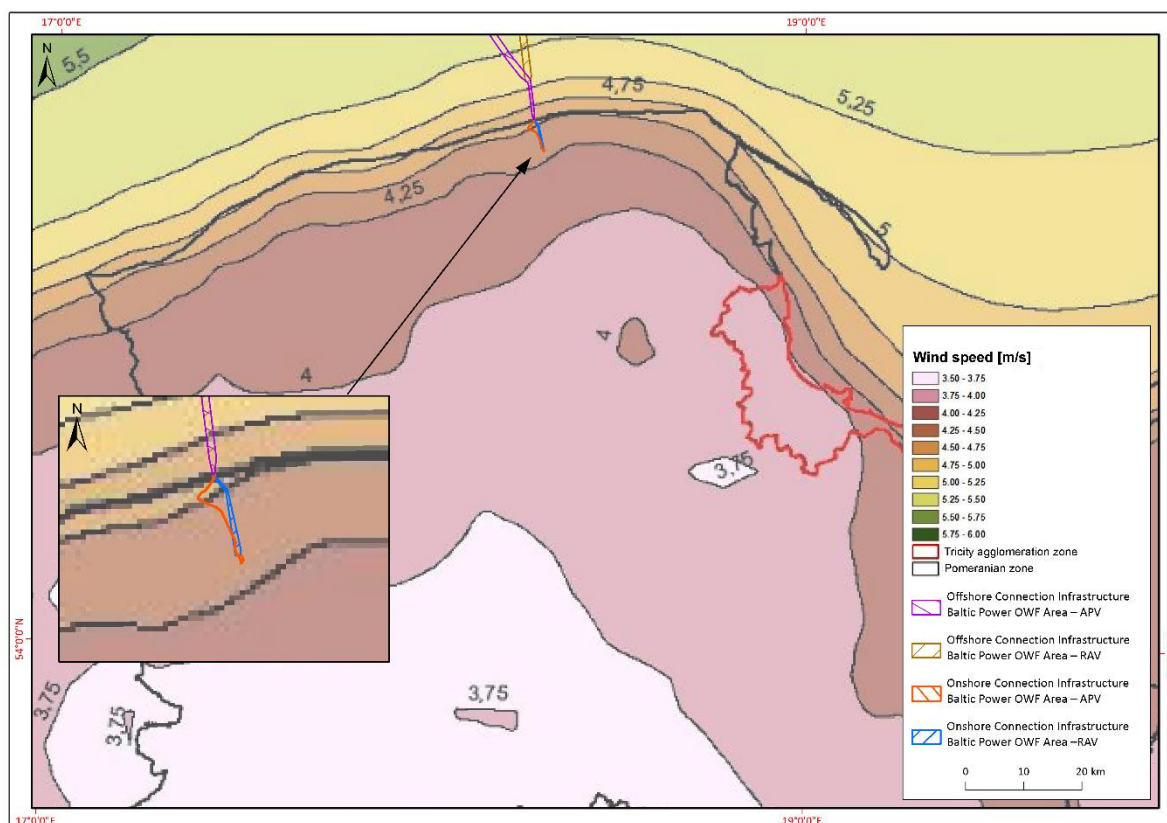 17°0'0"E
19°0'0"E
N
5,5
4,75
5,25
4,25
5
4
4
N
3,75
3,75
3,75
3,75
54°0'0"N
Wind speed [m/s]
3.50 - 3.75
3.75 - 4.00
4.00 - 4.25
4.25 - 4.50
4.50 - 4.75
4.75 - 5.00
5.00 - 5.25
5.25 - 5.50
5.50 - 5.75
5.75 - 6.00
Tricity agglomeration zone
Pomeranian zone
Offshore Connection Infrastructure
Baltic Power OWF Area – APV
Offshore Connection Infrastructure
Baltic Power OWF Area – RAV
Onshore Connection Infrastructure
Baltic Power OWF Area – APV
Onshore Connection Infrastructure
Baltic Power OWF Area –RAV
0 10 20 km
17°0'0"E
19°0'0"E